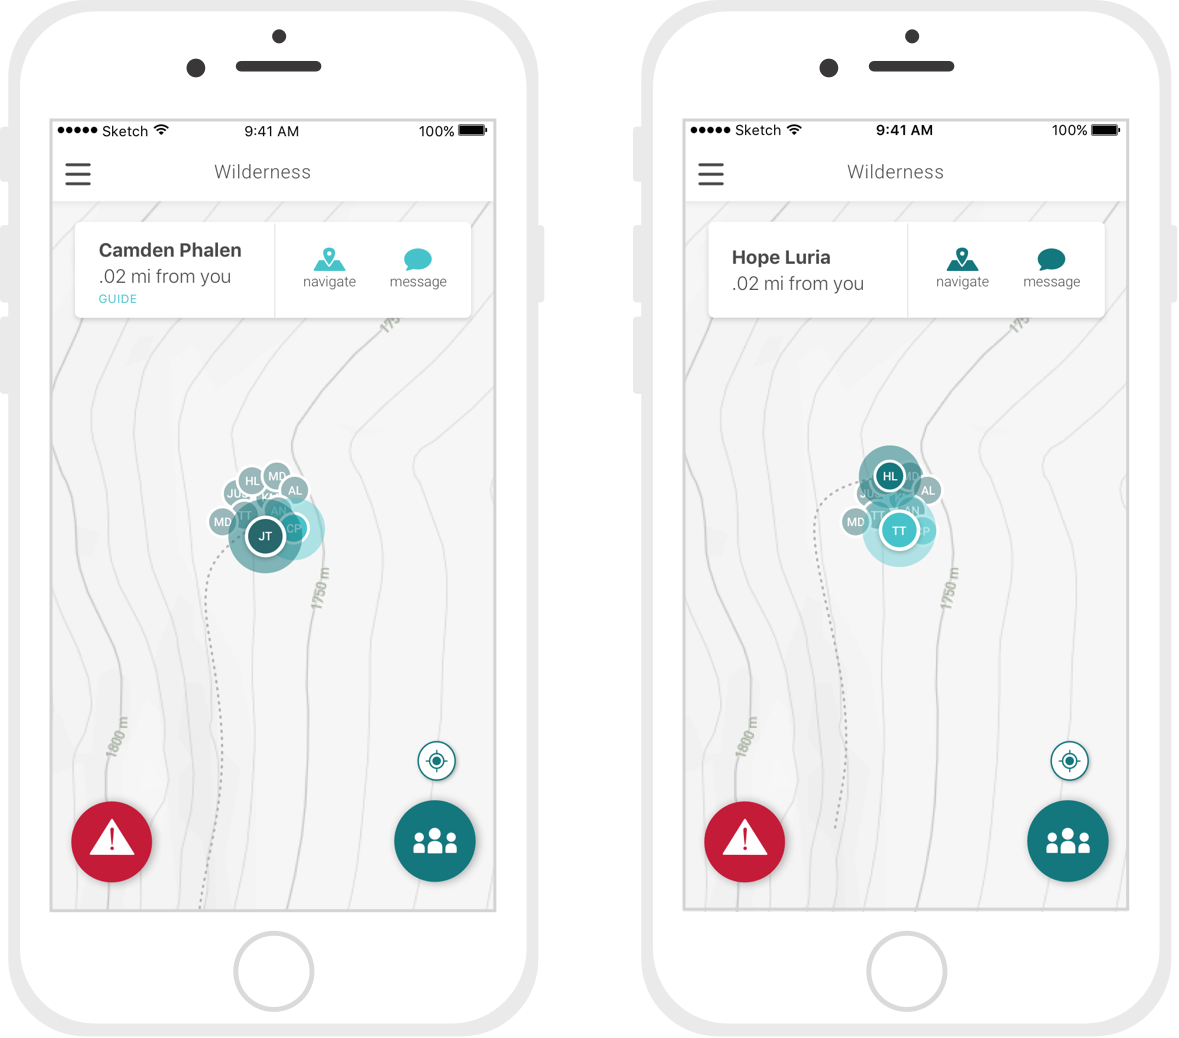 Sketch 9:41 AM 100%
Wilderness
Camden Phalen
.02 mi from you
GUIDE
navigate
message
175
MD
HL
AL
JUS
TT
AN
MD
CP
JT
1750 m
1800 m
Sketch 9:41 AM 100%
Wilderness
Hope Luria
.02 mi from you
navigate
message
175
HL
MD
AL
JUS
TT
AN
MD
TT
P
1750 m
1800 m